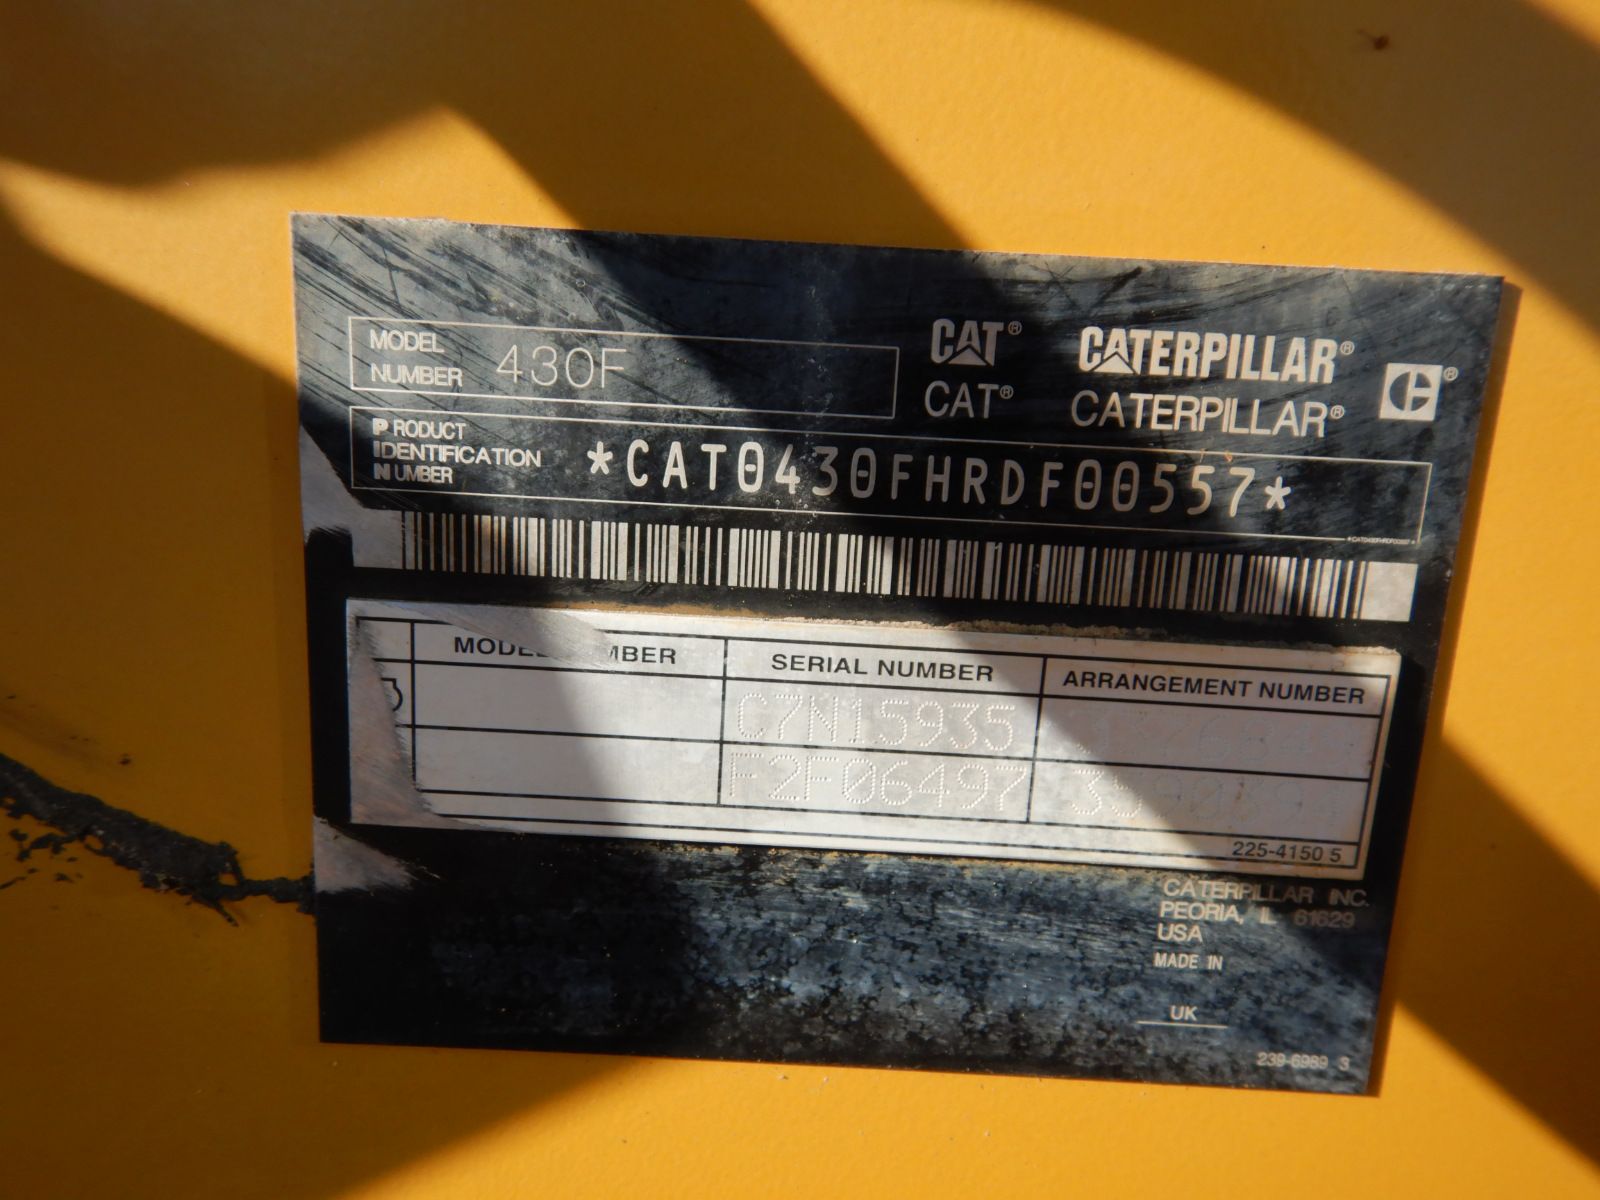 MODEL
NUMBER 430F
CAT® CATERPILLAR®
CAT® CATERPILLAR®
PRODUCT
IDENTIFICATION
NUMBER
*CAT0430FHRDF00557*
*CAT0430FHRDF00557*
SERIAL NUMBER ARRANGEMENT NUMBER
C7N15935
F2F06497
225-4150 5
CATERPILLAR INC.
PEORIA, IL 61629
USA
MADE IN
UK
239-6989 3